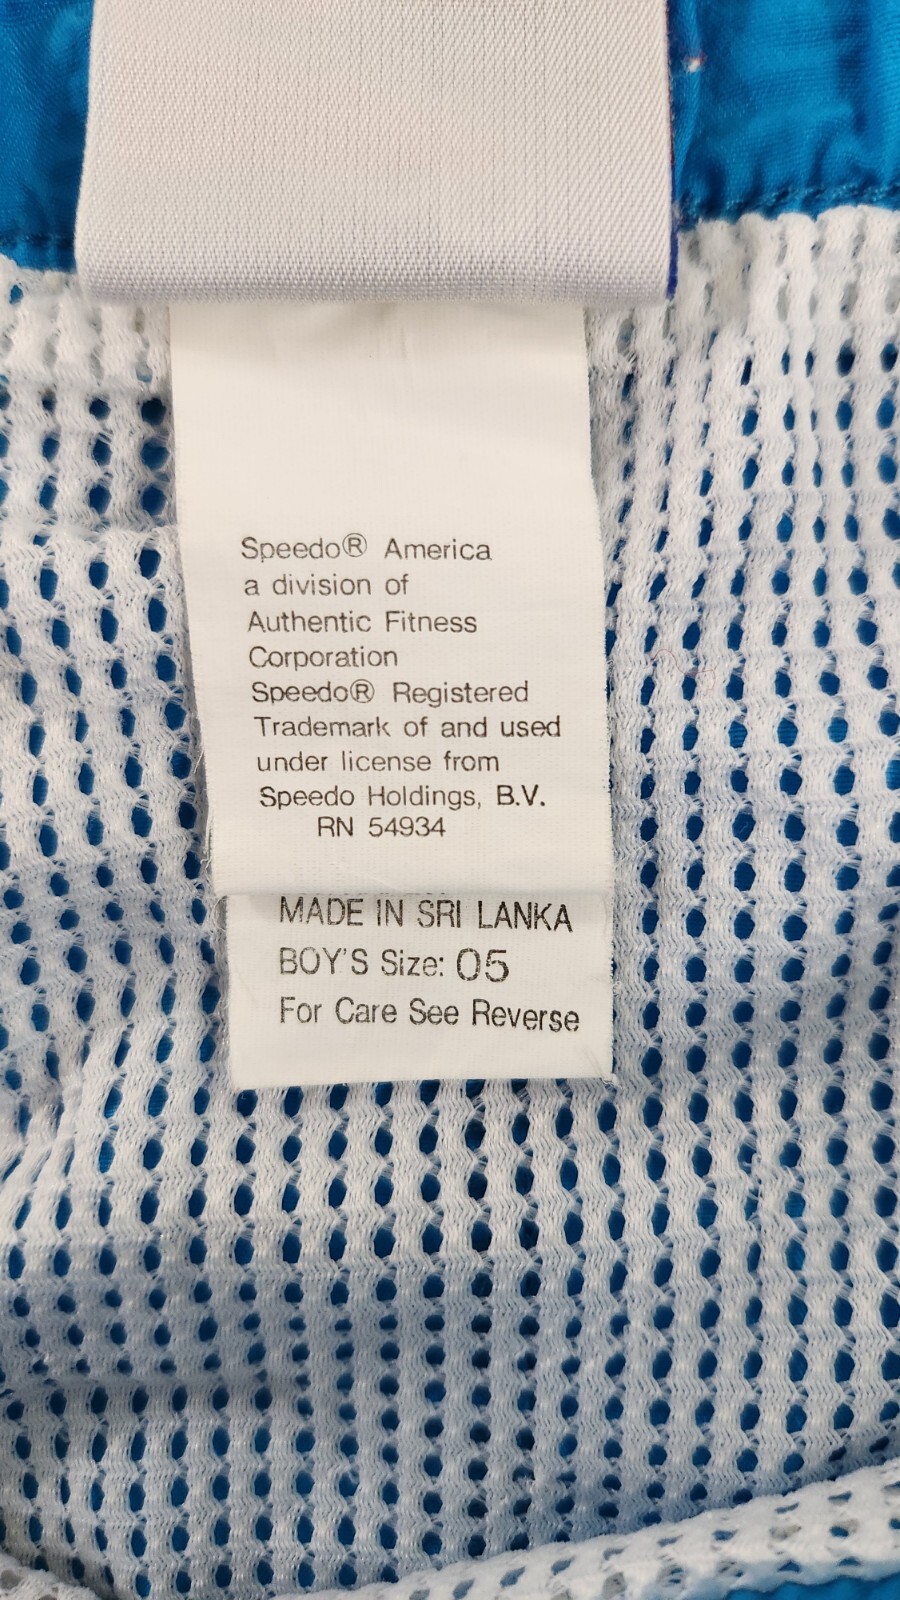 Speedo® America
a division of
Authentic Fitness
Corporation
Speedo® Registered
Trademark of and used
under license from
Speedo Holdings, B.V.
RN 54934
MADE IN SRI LANKA
BOY'S Size: 05
For Care See Reverse